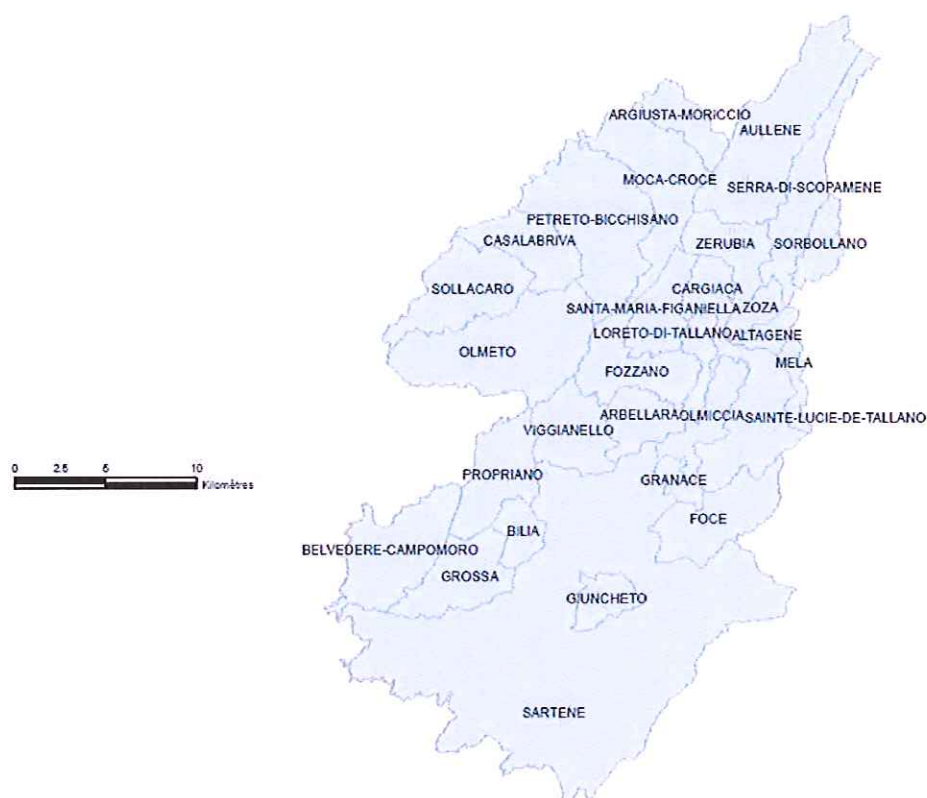 ARGIUSTA-MORICCIO
AULLENE
MOCA-CROCE
SERRA-DI-SCOPAMENE
PETRETO-BICCHISANO
CASALABRIVA
ZERUBIA
SORBOLLANO
SOLLACARO
CARGIACA
SANTA-MARIA-FIGANIELLA
ZOZA
LORETO-DI-TALLANO
ALTAGENE
OLMETO
MELA
FOZZANO
ARBELLARA
OLMICCIA
SAINTE-LUCIE-DE-TALLANO
VIGGIANELLO
0 2.5 5 10
Kilomètres
PROPRIANO
GRANACE
FOCE
BILIA
BELVEDERE-CAMPOMORO
GROSSA
GIUNCHETO
SARTENE